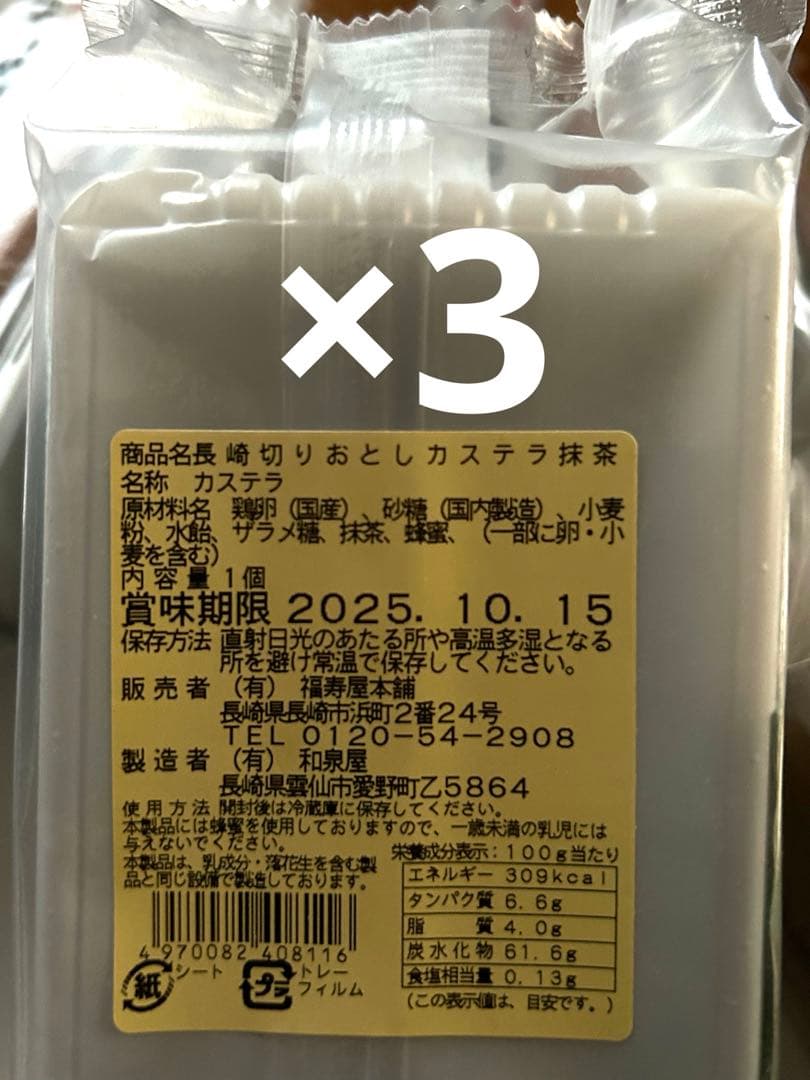 ×3
商品名長崎切りおとしカステラ抹茶
名称 カステラ
原材料名 鶏卵（国産）、砂糖（国内製造）、小麦
粉、水飴、ザラメ糖、抹茶、蜂蜜、（一部に卵・小
麦を含む）
内容量 1個
賞味期限 2025. 10. 15
保存方法 直射日光のあたる所や高温多湿となる
所を避け常温で保存してください。
販売者 （有） 福寿屋本舗
長崎県長崎市浜町2番24号
TEL 0120-54-2908
製造者 （有） 和泉屋
長崎県雲仙市愛野町乙5864
使用方法 開封後は冷蔵庫に保存してください。
本製品には蜂蜜を使用しておりますので、一歳未満の乳児には
与えないでください。
本製品は、乳成分・落花生を含む製
品と同じ設備で製造しております。
栄養成分表示：100g当たり
エネルギー 309kcal
タンパク質 6.6g
脂質 4.0g
炭水化物 61.6g
食塩相当量 0.13g
（この表示値は、目安です。）
4 970082 408116
紙 シート
プラ トレー
フィルム